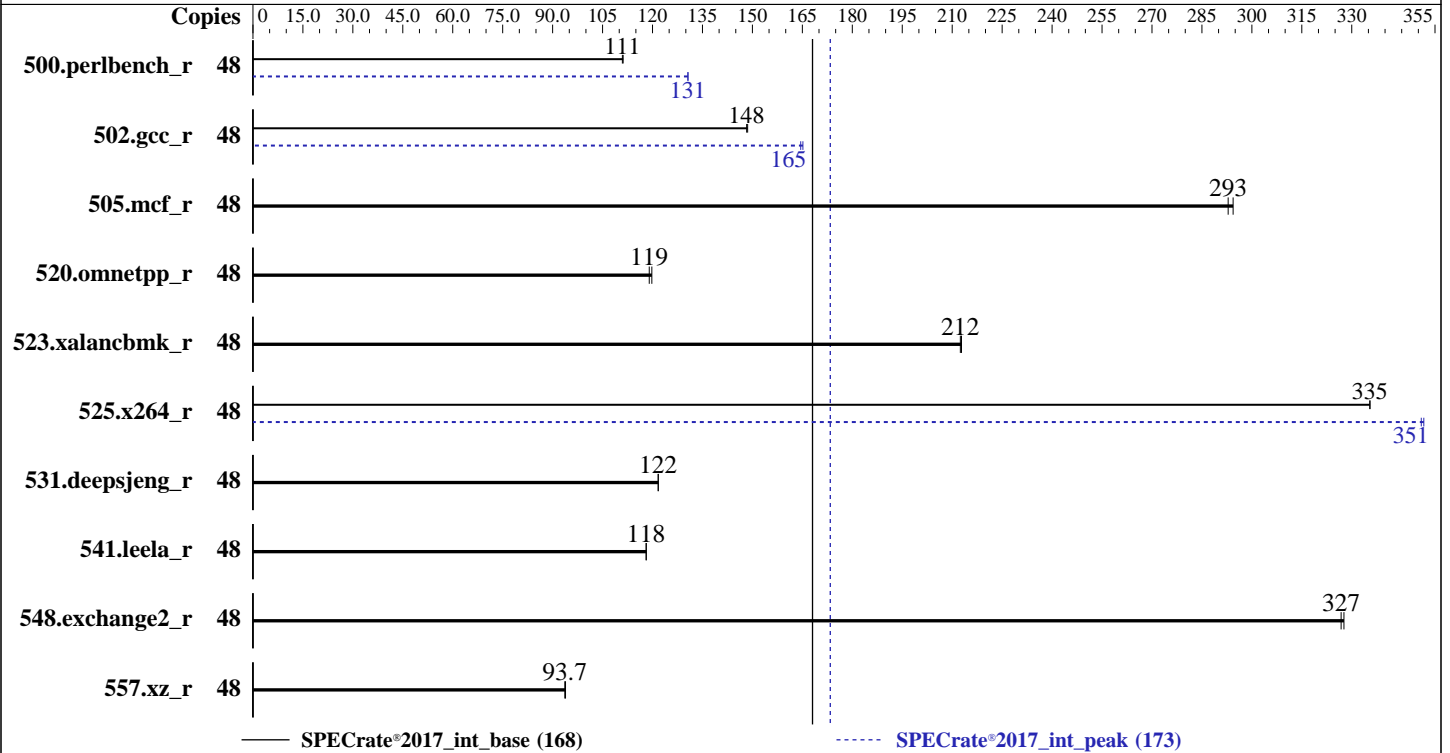 Copies 0 15.0 30.0 45.0 60.0 75.0 90.0 105 120 135 150 165 180 195 210 225 240 255 270 285 300 315 330 355
500.perlbench_r 48 111
131
502.gcc_r 48 148
165
505.mcf_r 48 293
520.omnetpp_r 48 119
523.xalancbmk_r 48 212
525.x264_r 48 335
351
531.deepsjeng_r 48 122
541.leela_r 48 118
548.exchange2_r 48 327
557.xz_r 48 93.7
SPECrate®2017_int_base (168) SPECrate®2017_int_peak (173)